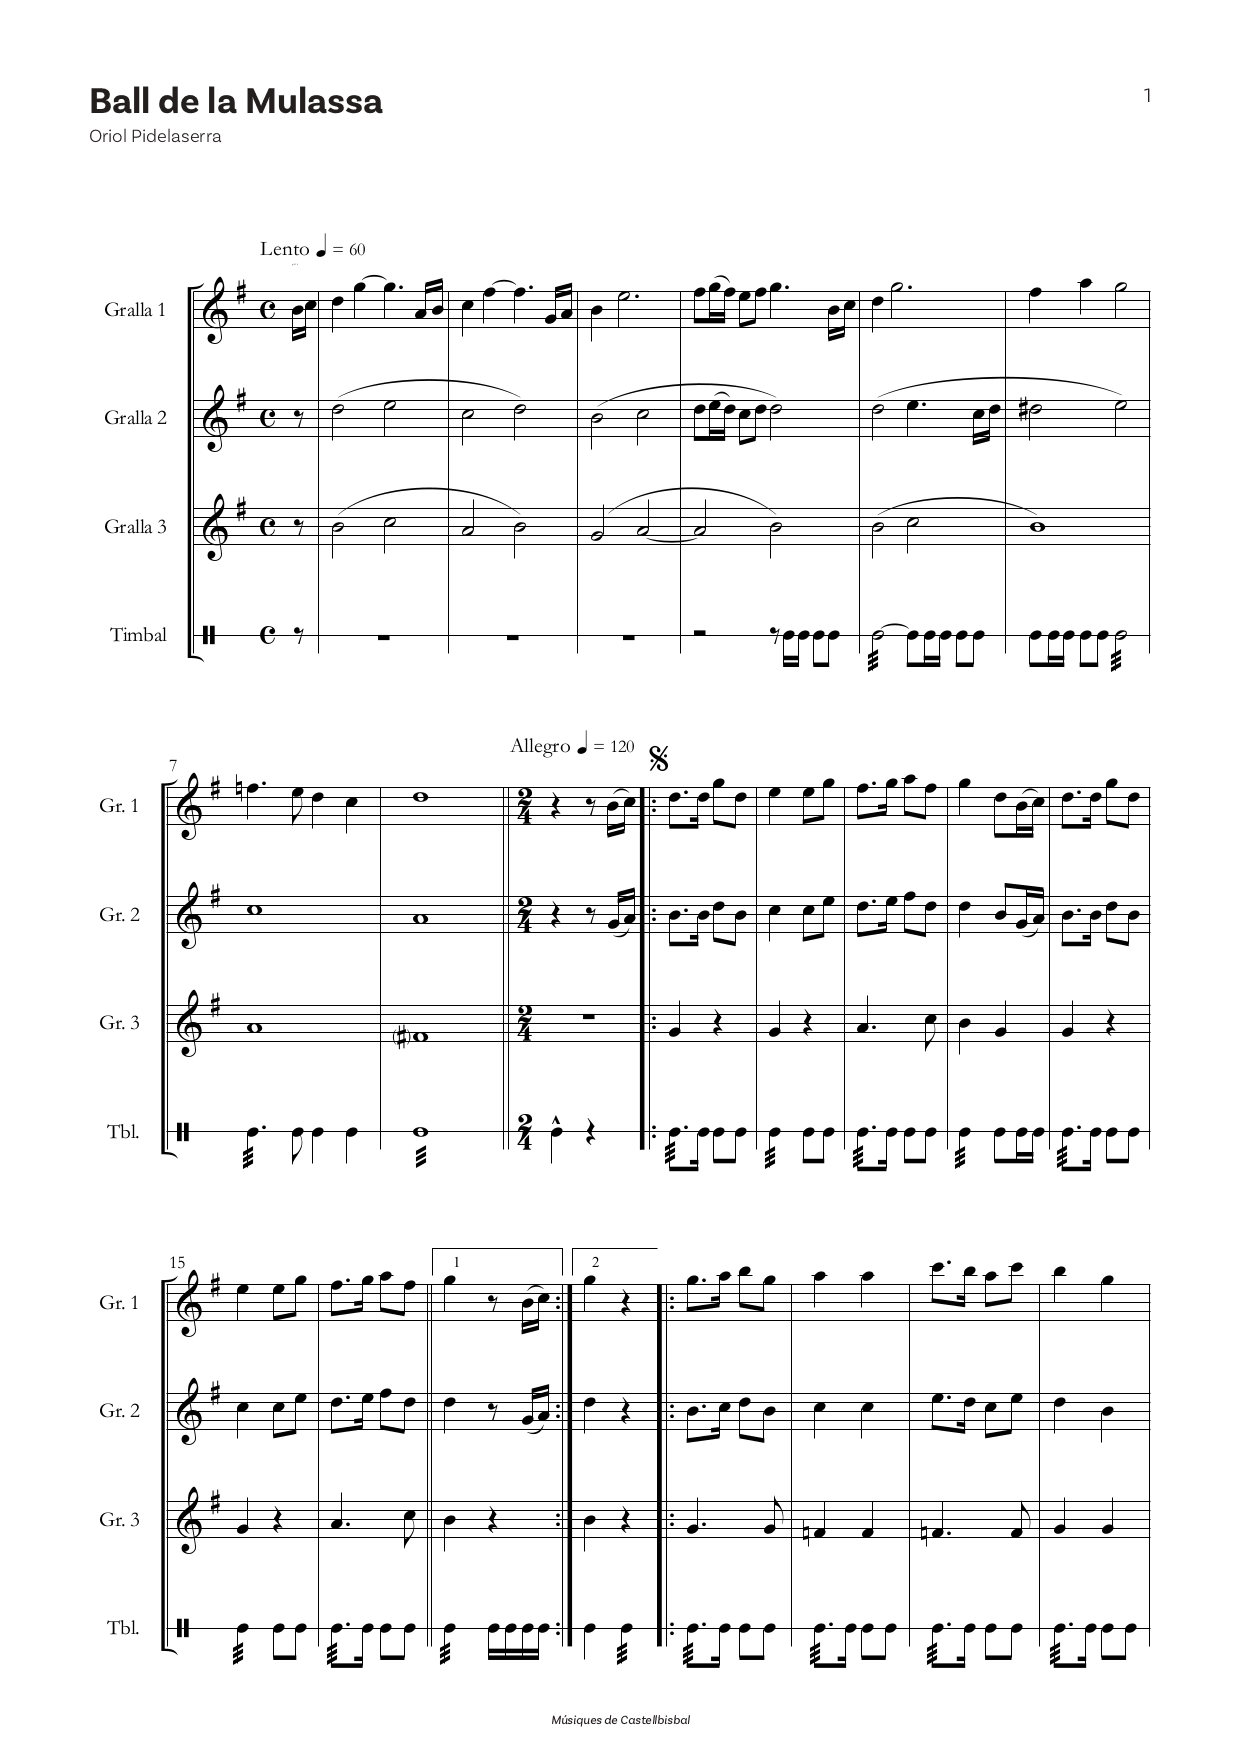 Ball de la Mulassa
1
Oriol Pidelaserra
Lento ♩ = 60
Gralla 1
Gralla 2
Gralla 3
Timbal
Allegro ♩ = 120
7
Gr. 1
Gr. 2
Gr. 3
Tbl.
15
1
2
Gr. 1
Gr. 2
Gr. 3
Tbl.
Músiques de Castellbisbal